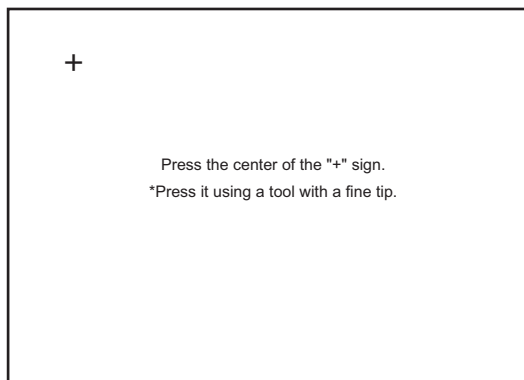 +
Press the center of the "+" sign.
*Press it using a tool with a fine tip.